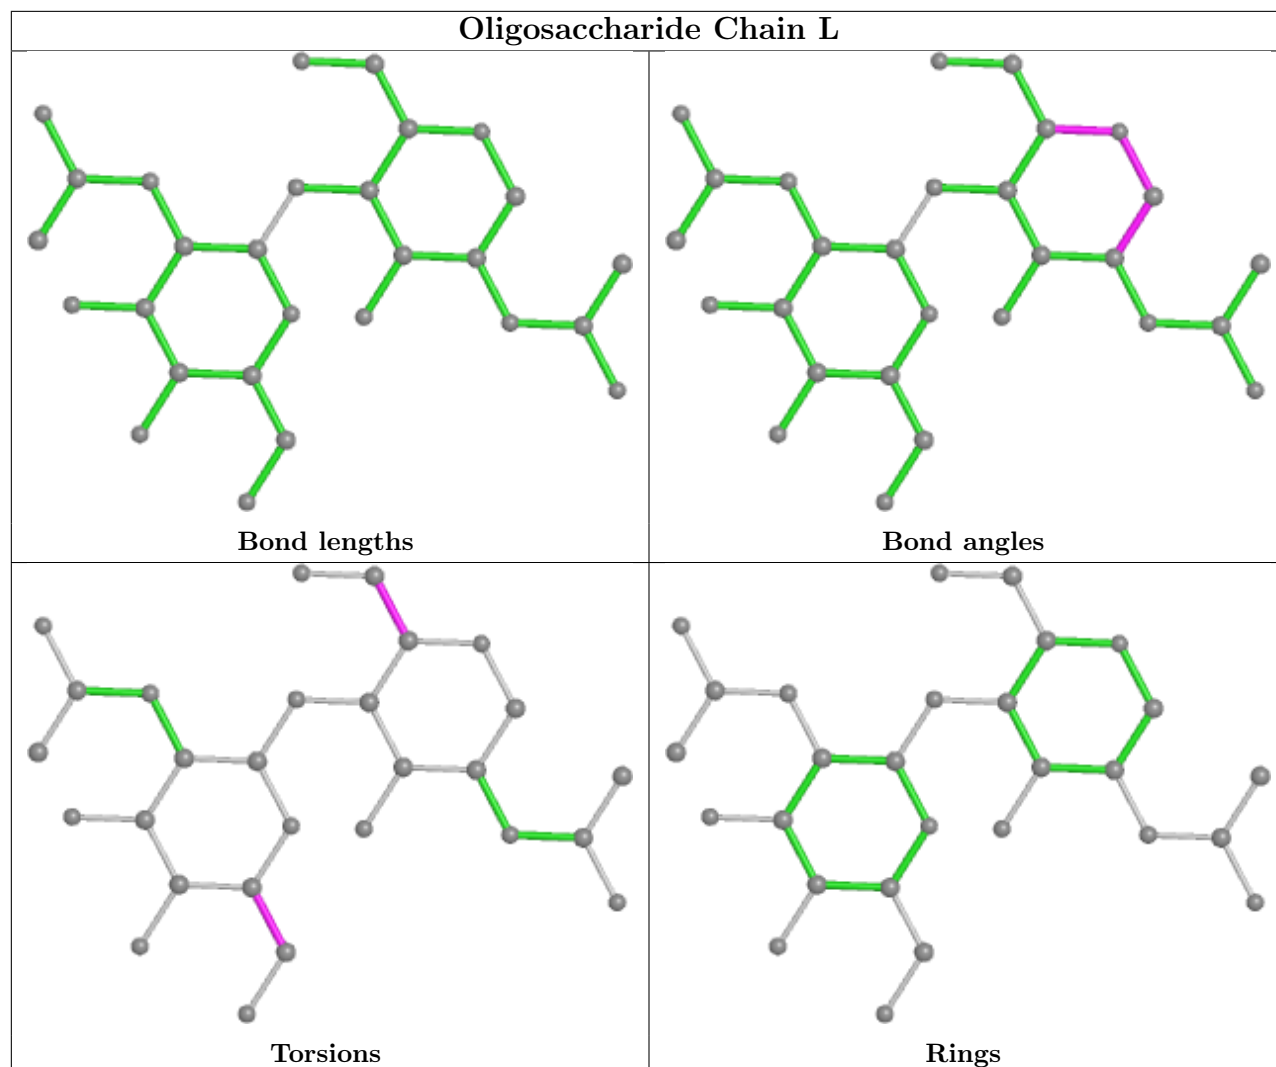 Oligosaccharide Chain L
Bond lengths
Bond angles
Torsions
Rings